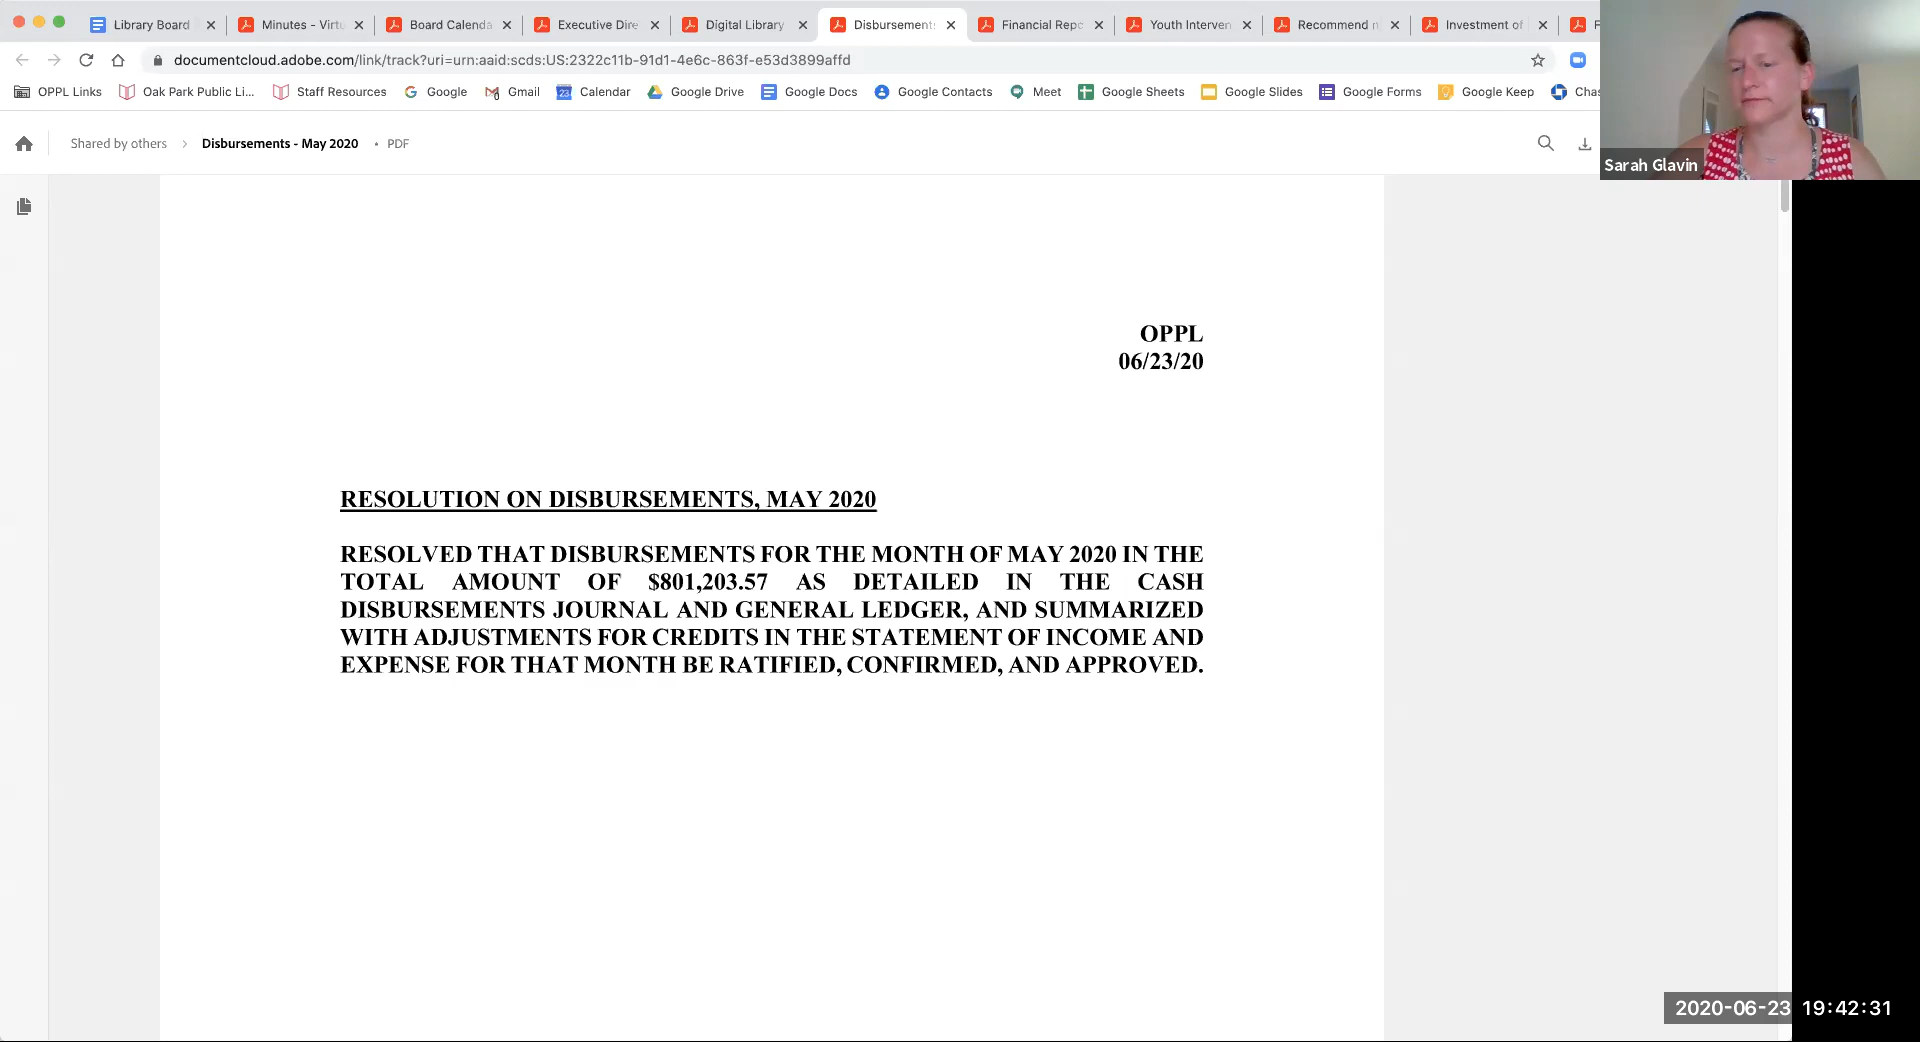 Library Board
Minutes - Virtu
Board Calenda
Executive Dire
Digital Library
Disbursement
Financial Repo
Youth Interven
Recommend n
Investment of
F
documentcloud.adobe.com/link/track?uri=urn:aaid:scds:US:2322c11b-91d1-4e6c-863f-e53d3899affd
OPPL Links
Oak Park Public Li...
Staff Resources
Google
Gmail
Calendar
Google Drive
Google Docs
Google Contacts
Meet
Google Sheets
Google Slides
Google Forms
Google Keep
Chas
Shared by others > Disbursements - May 2020 • PDF
Sarah Glavin
OPPL
06/23/20
RESOLUTION ON DISBURSEMENTS, MAY 2020
RESOLVED THAT DISBURSEMENTS FOR THE MONTH OF MAY 2020 IN THE
TOTAL AMOUNT OF $801,203.57 AS DETAILED IN THE CASH
DISBURSEMENTS JOURNAL AND GENERAL LEDGER, AND SUMMARIZED
WITH ADJUSTMENTS FOR CREDITS IN THE STATEMENT OF INCOME AND
EXPENSE FOR THAT MONTH BE RATIFIED, CONFIRMED, AND APPROVED.
2020-06-23 19:42:31